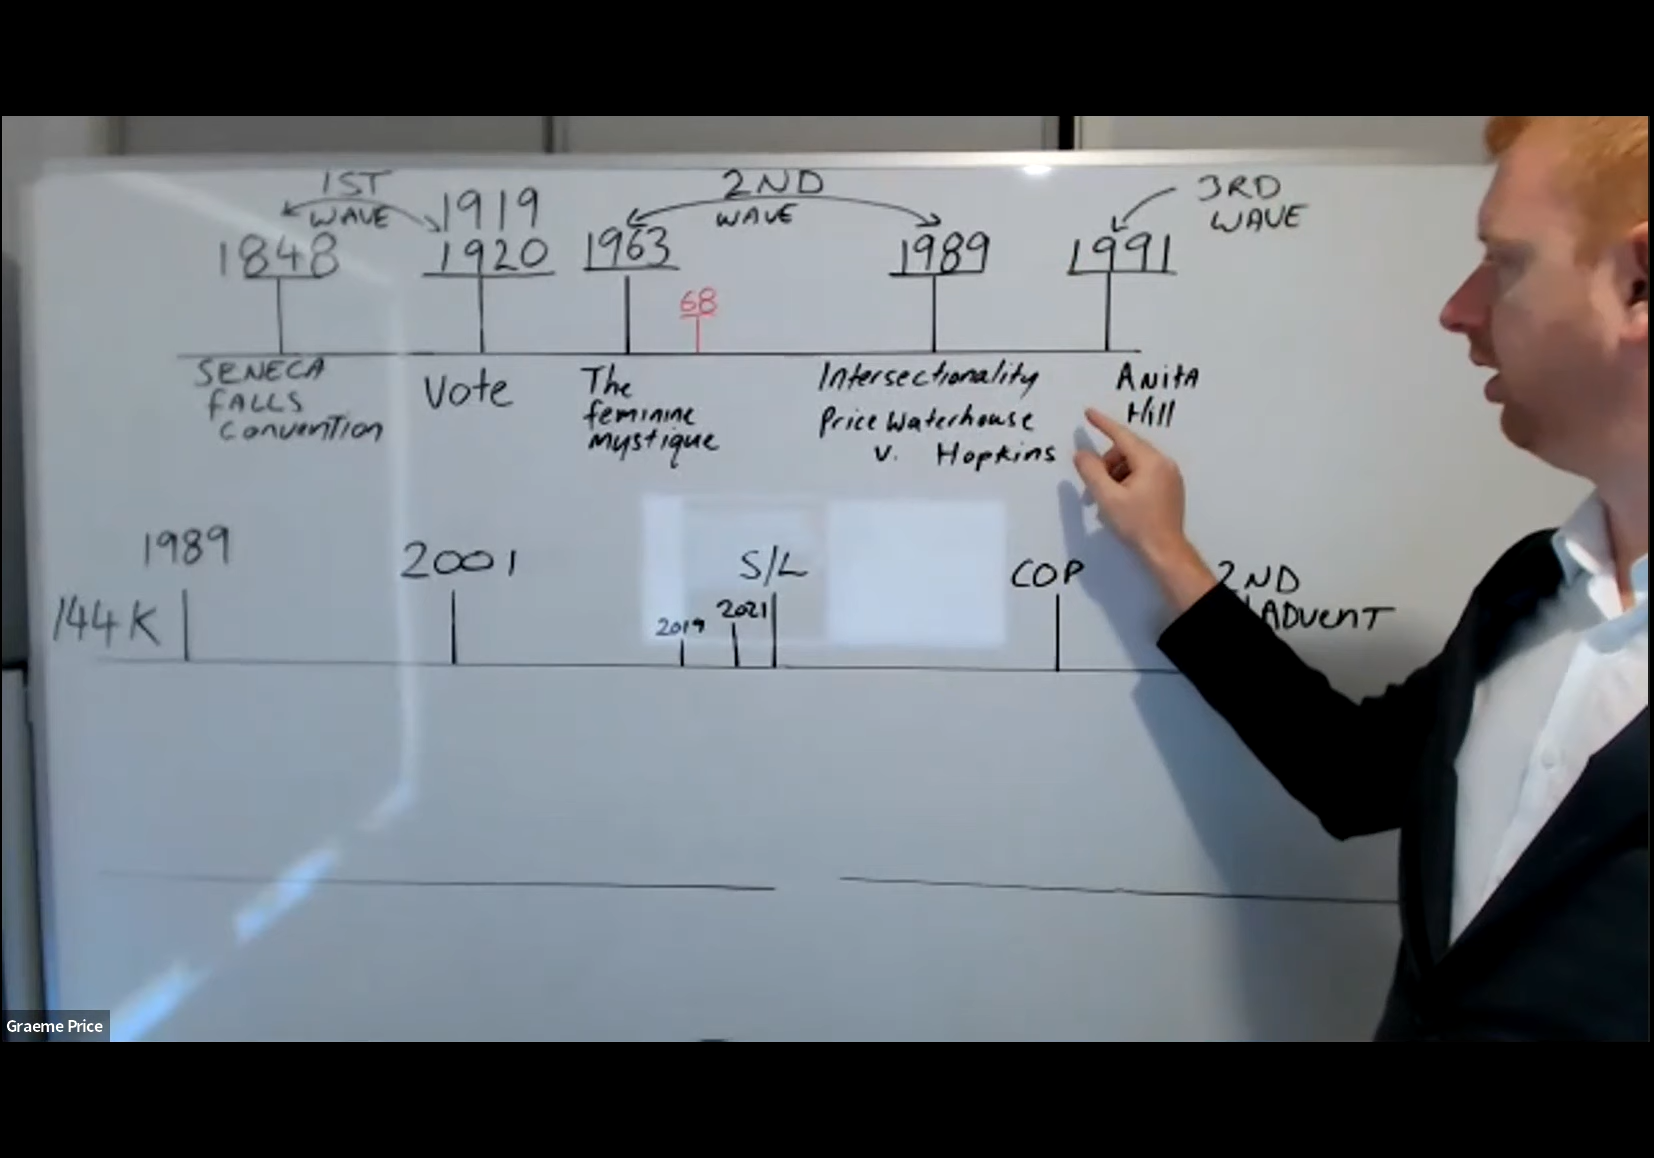 1ST
WAVE
1919
1848
1920
1963
2ND
WAVE
1989
1991
3RD
WAVE
68
SENECA
FALLS
CONVENTION
Vote
The
feminine
mystique
Intersectionality
Price Waterhouse
v. Hopkins
ANITA
Hill
1989
2001
S/L
COP
2ND
ADVENT
144K
2019
2021
Graeme Price